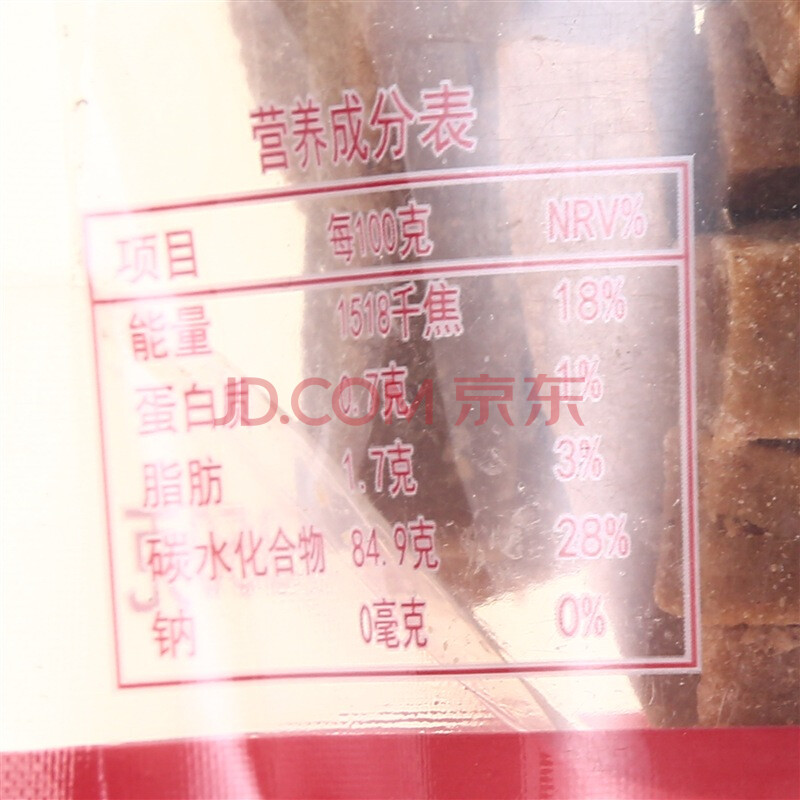 营养成分表
项目 每100克 NRV%
能量 1518千焦 18%
蛋白质 0.7克 1%
JD.COM 京东
脂肪 1.7克 3%
碳水化合物 84.9克 28%
钠 0毫克 0%